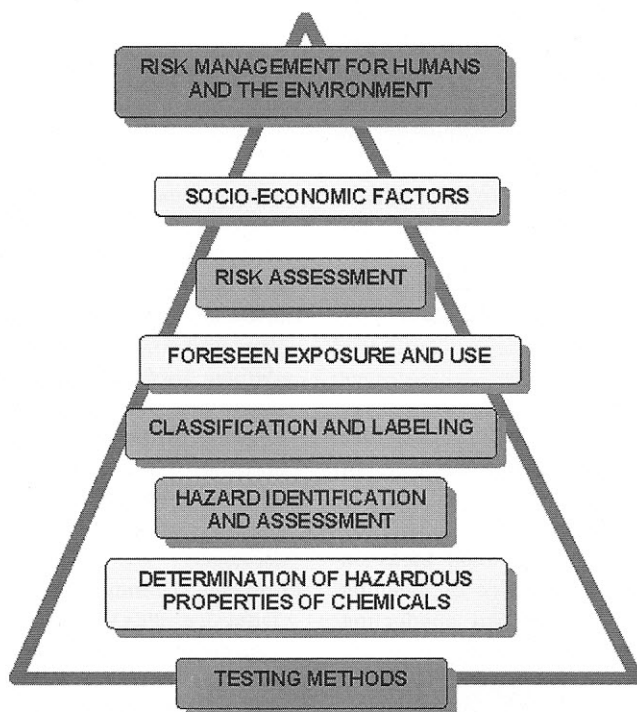 RISK MANAGEMENT FOR HUMANS
AND THE ENVIRONMENT
SOCIO-ECONOMIC FACTORS
RISK ASSESSMENT
FORESEEN EXPOSURE AND USE
CLASSIFICATION AND LABELING
HAZARD IDENTIFICATION
AND ASSESSMENT
DETERMINATION OF HAZARDOUS
PROPERTIES OF CHEMICALS
TESTING METHODS